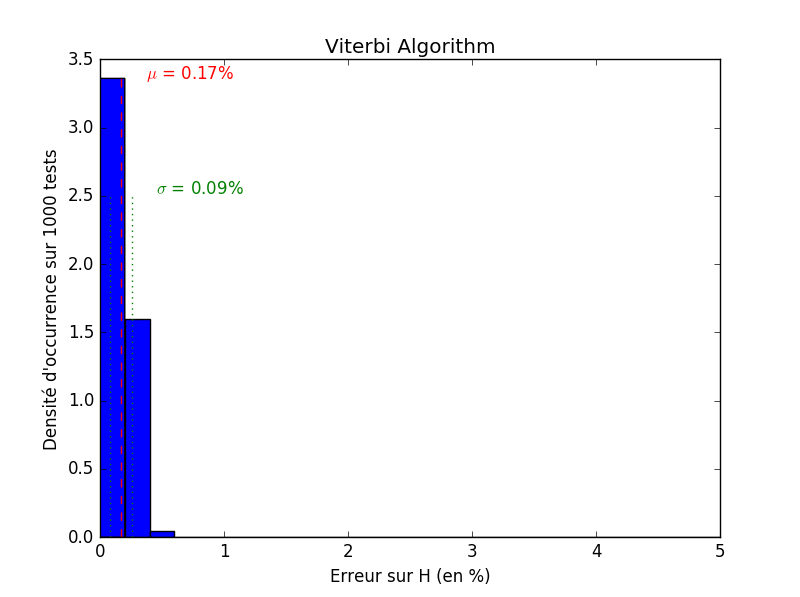 Viterbi Algorithm
3.5
μ = 0.17%
3.0
2.5
σ = 0.09%
2.0
1.5
1.0
0.5
0.0
Densité d'occurrence sur 1000 tests
0 1 2 3 4 5
Erreur sur H (en %)